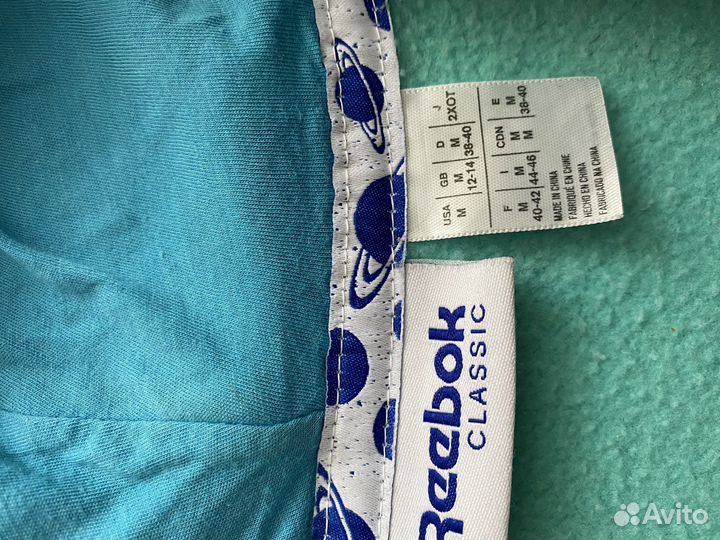 USA GB D J
M M M 2XOT
12-14 38-40
F I CDN E
M M M M
40-42 44-46 38-40
MADE IN CHINA
FABRIQUÉ EN CHINE
HECHO EN CHINA
FABRICADO NA CHINA
Reebok
CLASSIC
Avito